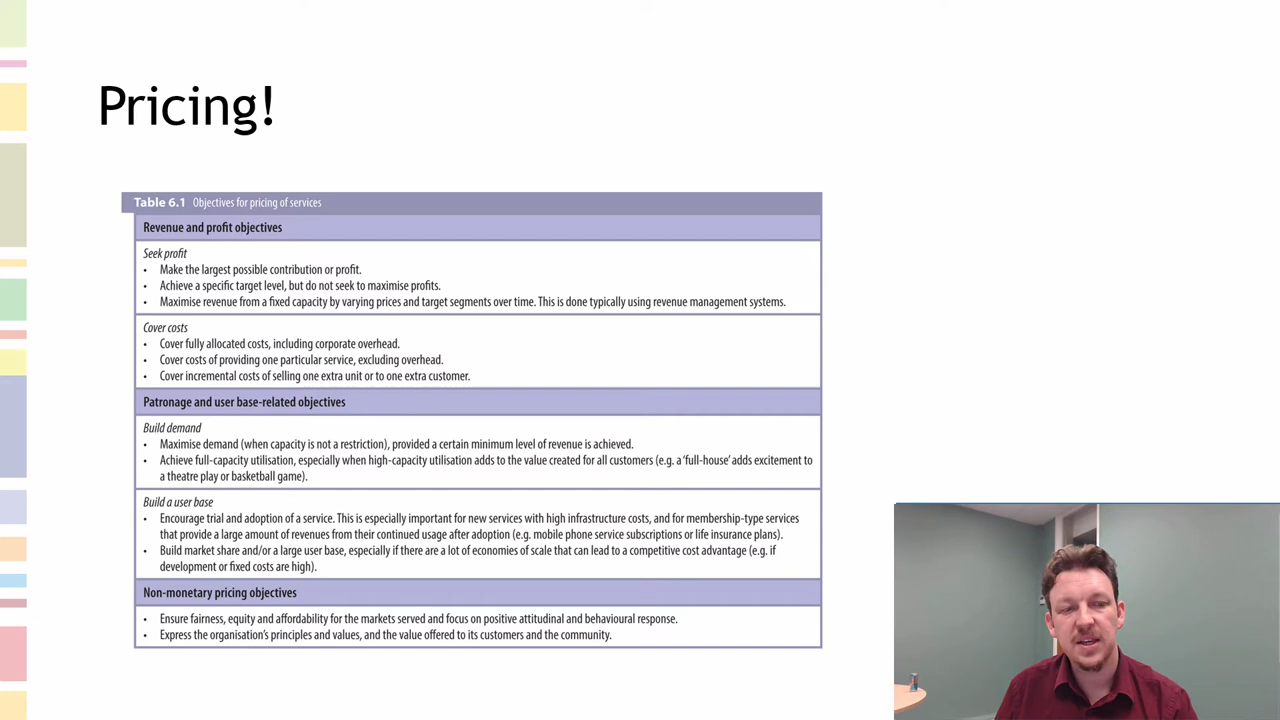 Pricing!
Table 6.1 Objectives for pricing of services
Revenue and profit objectives
Seek profit
• Make the largest possible contribution or profit.
• Achieve a specific target level, but do not seek to maximise profits.
• Maximise revenue from a fixed capacity by varying prices and target segments over time. This is done typically using revenue management systems.
Cover costs
• Cover fully allocated costs, including corporate overhead.
• Cover costs of providing one particular service, excluding overhead.
• Cover incremental costs of selling one extra unit or to one extra customer.
Patronage and user base-related objectives
Build demand
• Maximise demand (when capacity is not a restriction), provided a certain minimum level of revenue is achieved.
• Achieve full-capacity utilisation, especially when high-capacity utilisation adds to the value created for all customers (e.g. a 'full-house' adds excitement to
a theatre play or basketball game).
Build a user base
• Encourage trial and adoption of a service. This is especially important for new services with high infrastructure costs, and for membership-type services
that provide a large amount of revenues from their continued usage after adoption (e.g. mobile phone service subscriptions or life insurance plans).
• Build market share and/or a large user base, especially if there are a lot of economies of scale that can lead to a competitive cost advantage (e.g. if
development or fixed costs are high).
Non-monetary pricing objectives
• Ensure fairness, equity and affordability for the markets served and focus on positive attitudinal and behavioural response.
• Express the organisation's principles and values, and the value offered to its customers and the community.